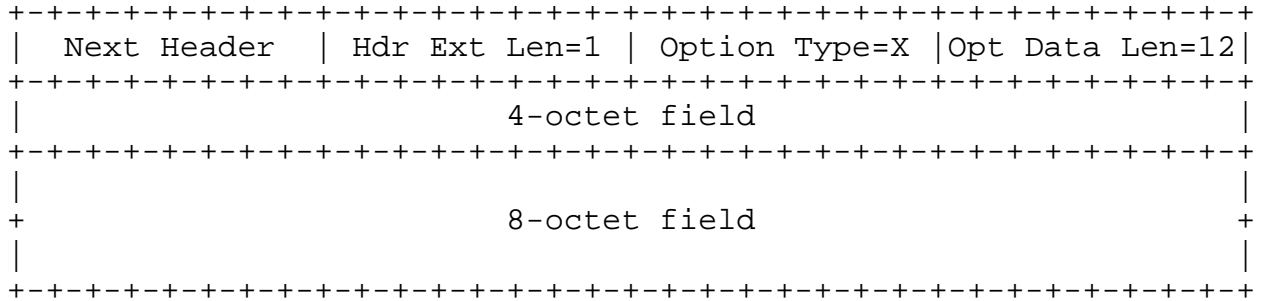 +-+-+-+-+-+-+-+-+-+-+-+-+-+-+-+-+-+-+-+-+-+-+-+-+-+-+-+-+-+-+-+-+
|  Next Header  | Hdr Ext Len=1 | Option Type=X |Opt Data Len=12|
+-+-+-+-+-+-+-+-+-+-+-+-+-+-+-+-+-+-+-+-+-+-+-+-+-+-+-+-+-+-+-+-+
|                         4-octet field                         |
+-+-+-+-+-+-+-+-+-+-+-+-+-+-+-+-+-+-+-+-+-+-+-+-+-+-+-+-+-+-+-+-+
|                                                               |
+                         8-octet field                         +
|                                                               |
+-+-+-+-+-+-+-+-+-+-+-+-+-+-+-+-+-+-+-+-+-+-+-+-+-+-+-+-+-+-+-+-+